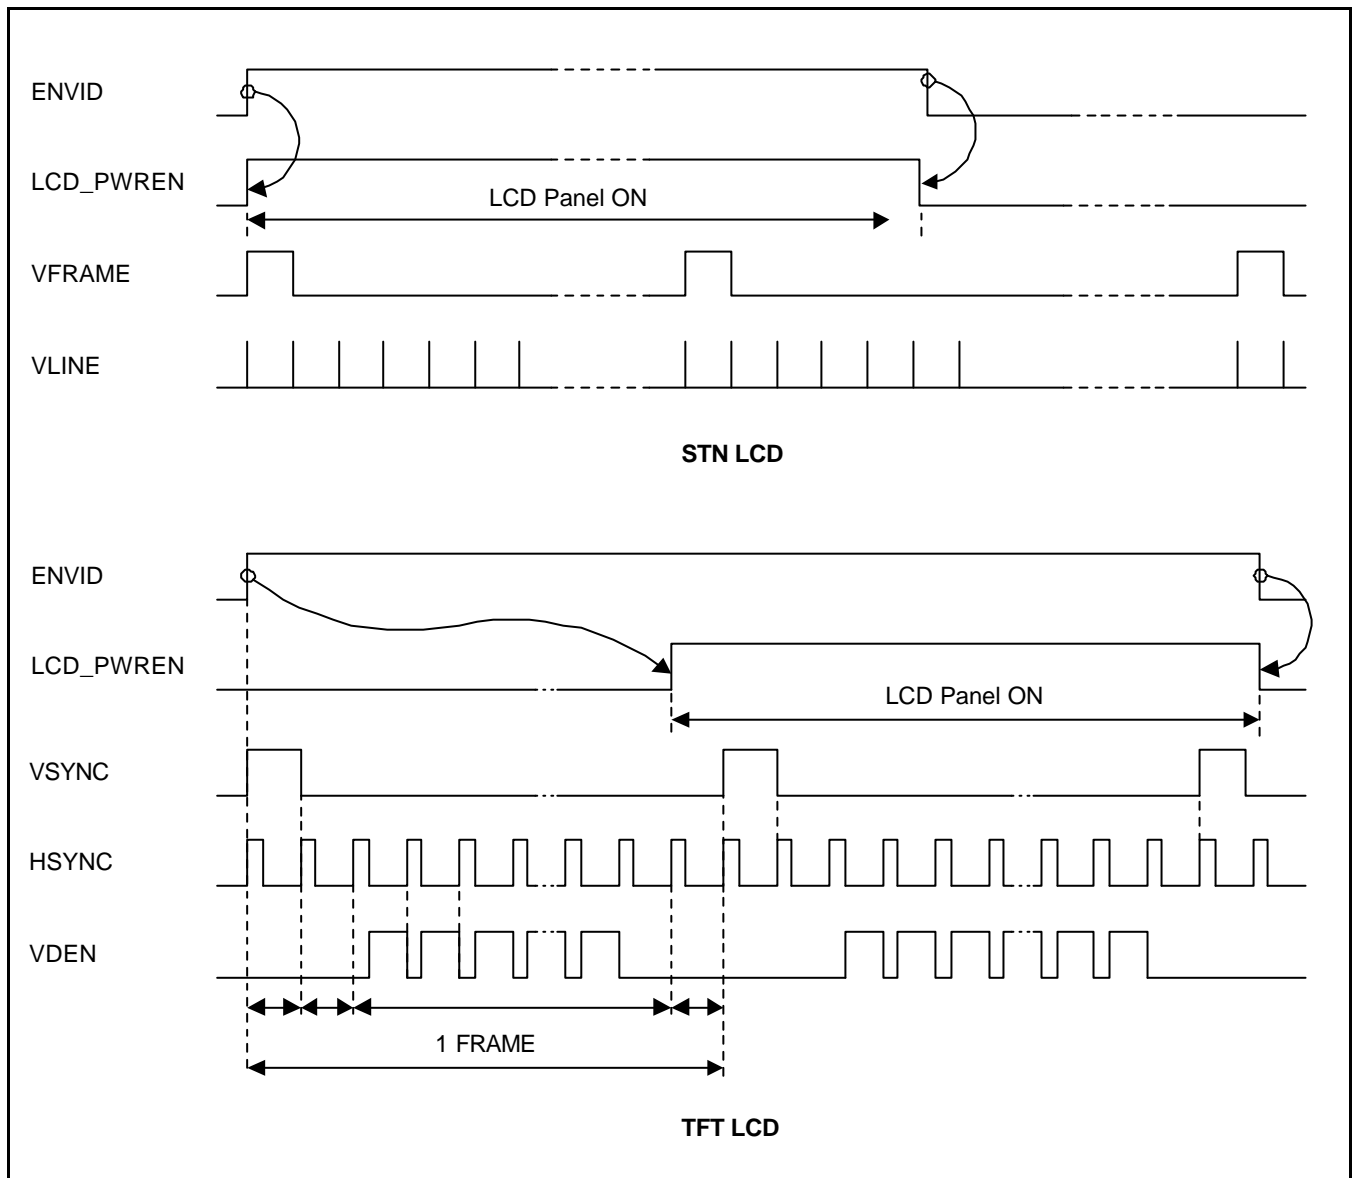 ENVID
LCD_PWREN
LCD Panel ON
VFRAME
VLINE
STN LCD
ENVID
LCD_PWREN
LCD Panel ON
VSYNC
HSYNC
VDEN
1 FRAME
TFT LCD